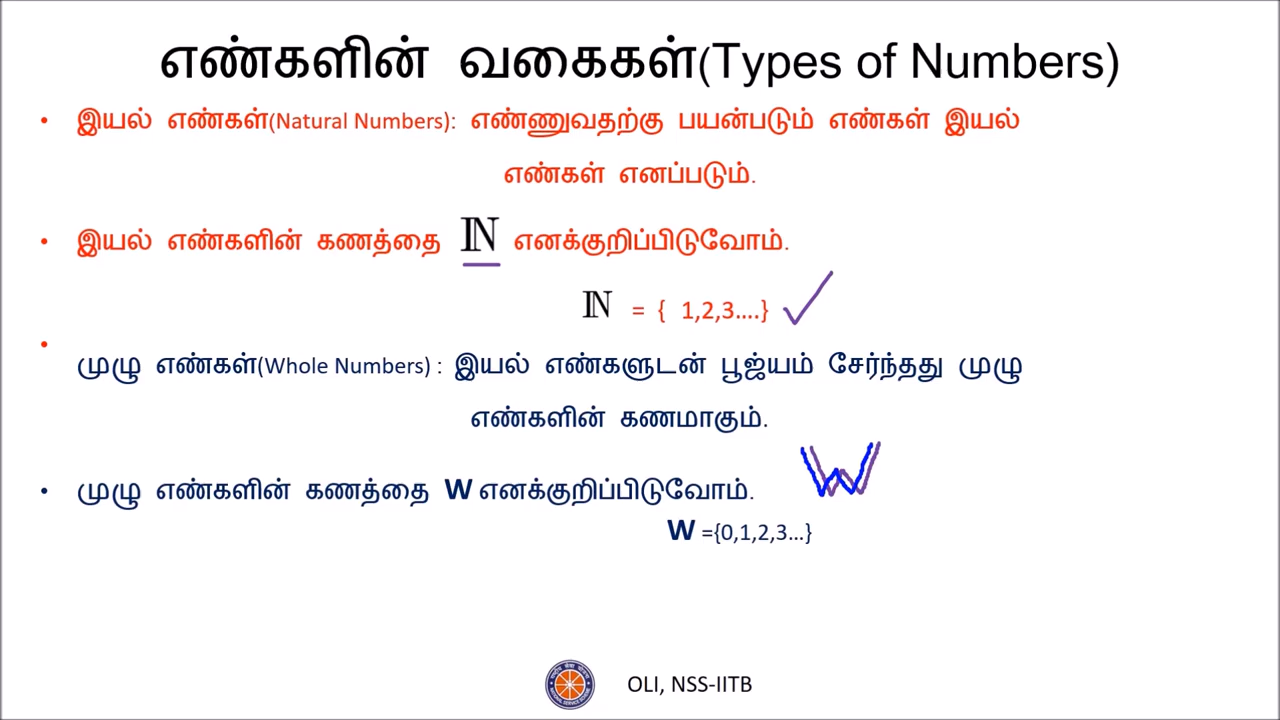 எண்களின் வகைகள்(Types of Numbers)
• இயல் எண்கள்(Natural Numbers): எண்ணுவதற்கு பயன்படும் எண்கள் இயல்
எண்கள் எனப்படும்.
• இயல் எண்களின் கணத்தை ℕ எனக்குறிப்பிடுவோம்.
ℕ = { 1,2,3....}
• முழு எண்கள்(Whole Numbers) : இயல் எண்களுடன் பூஜ்யம் சேர்ந்தது முழு
எண்களின் கணமாகும்.
W
• முழு எண்களின் கணத்தை W எனக்குறிப்பிடுவோம்.
W ={0,1,2,3...}
OLI, NSS-IITB